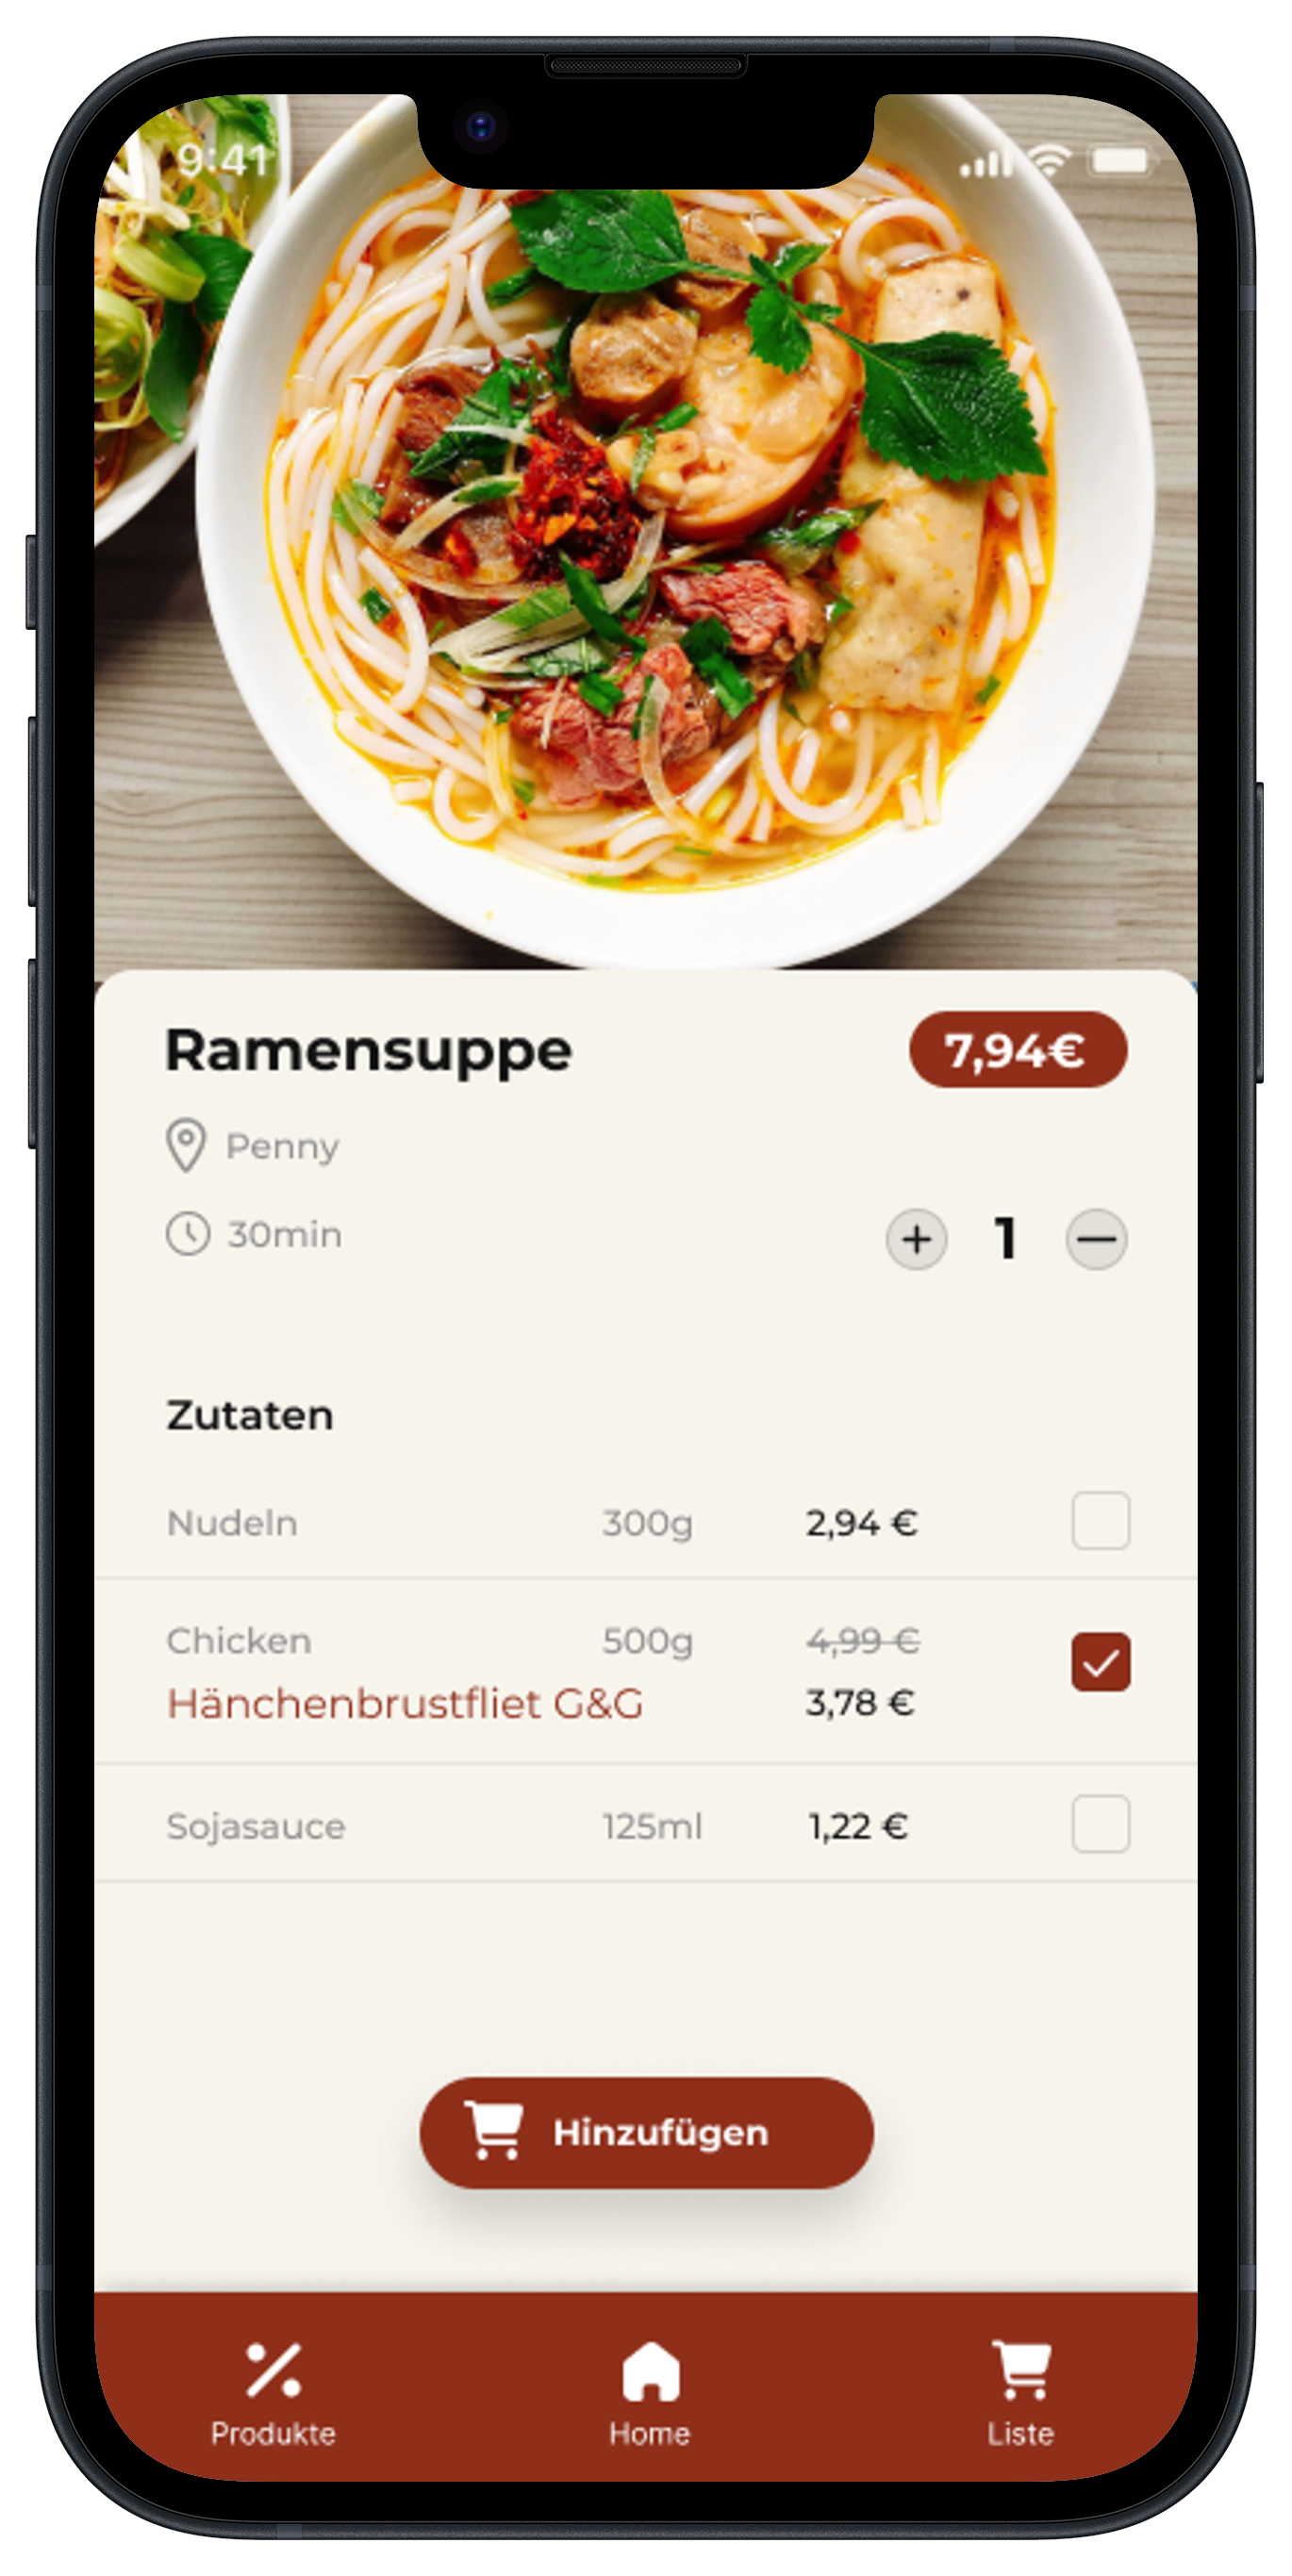 9:41
Ramensuppe 7,94€
Penny
30min 1
Zutaten
Nudeln 300g 2,94 €
Chicken 500g 4,99 €
Hänchenbrustfliet G&G 3,78 €
Sojasauce 125ml 1,22 €
Hinzufügen
Produkte Home Liste